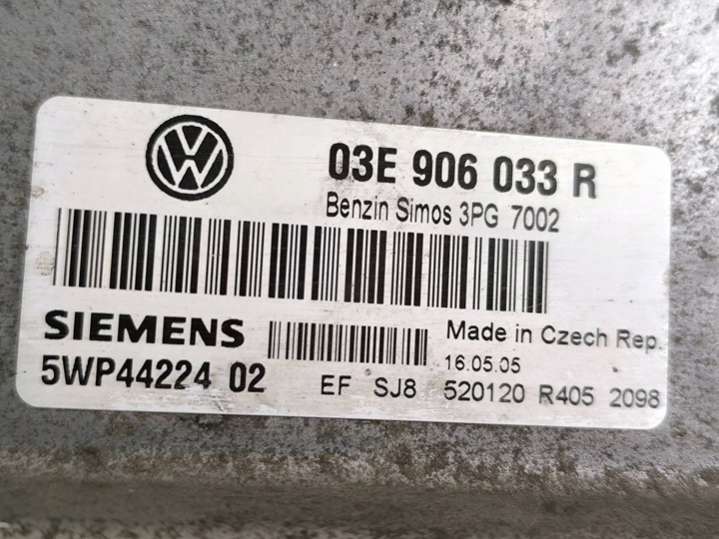 03E 906 033 R
Benzin Simos 3PG 7002
SIEMENS
Made in Czech Rep.
16.05.05
5WP44224 02
EF SJ8 520120 R405 2098